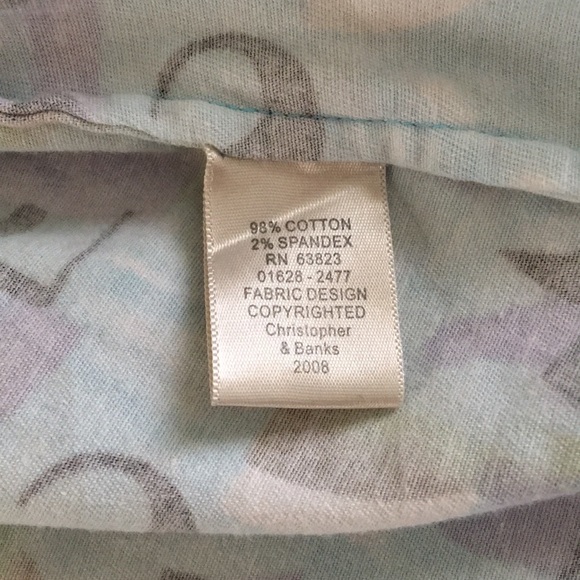 98% COTTON
2% SPANDEX
RN 63823
01628 - 2477
FABRIC DESIGN
COPYRIGHTED
Christopher
& Banks
2008